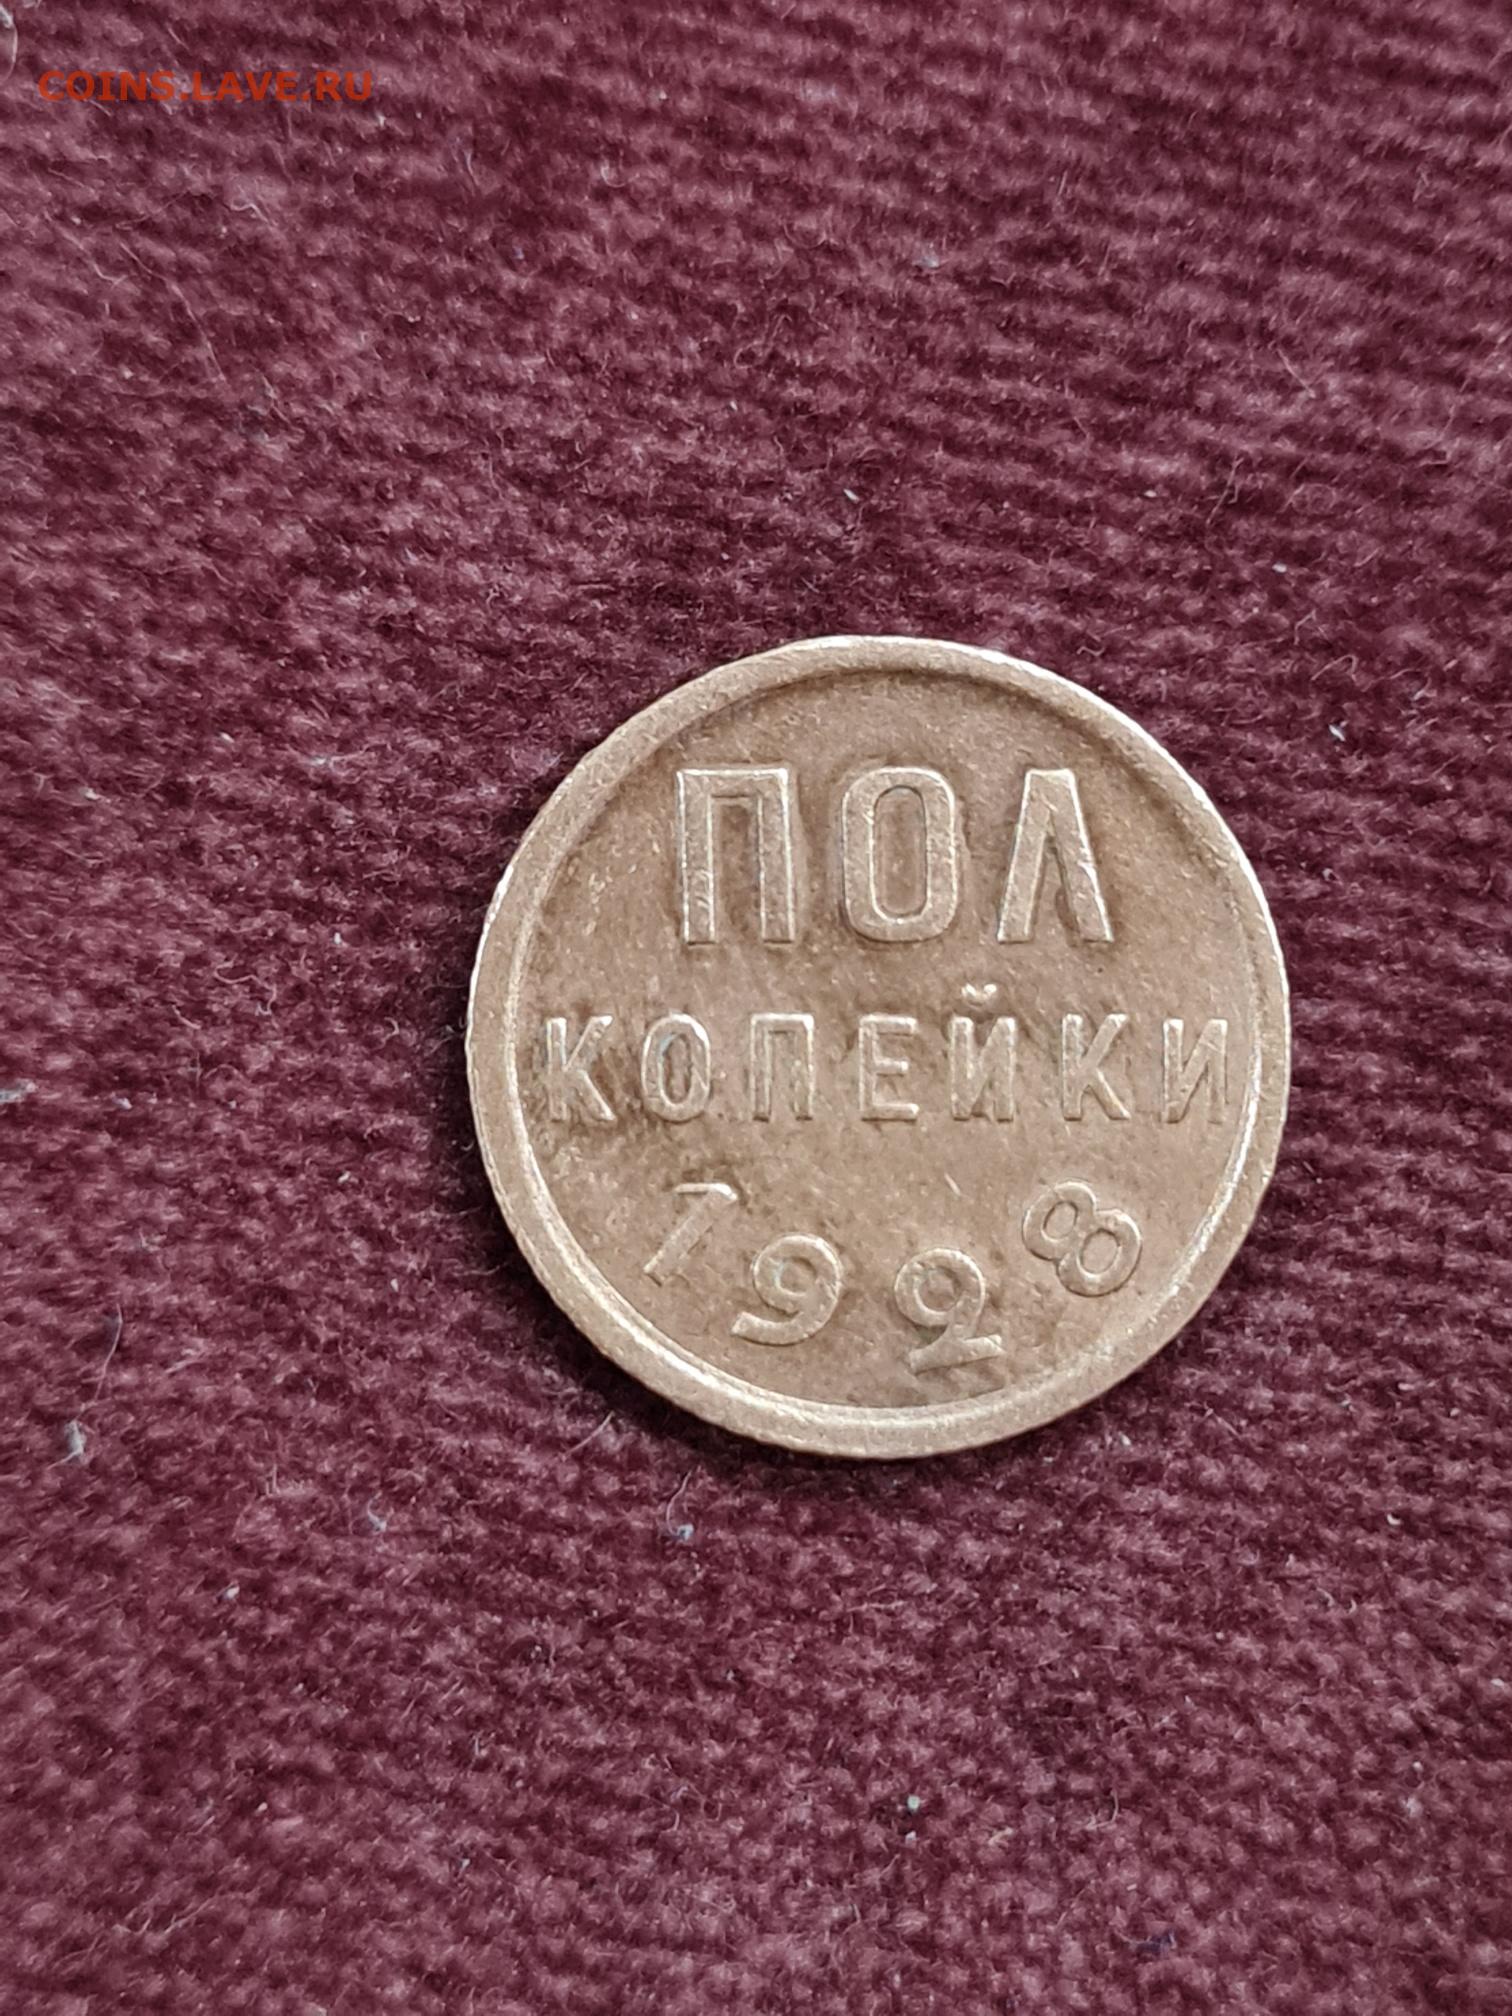 COINS.LAVE.RU
ПОЛ
КОПЕЙКИ
1928